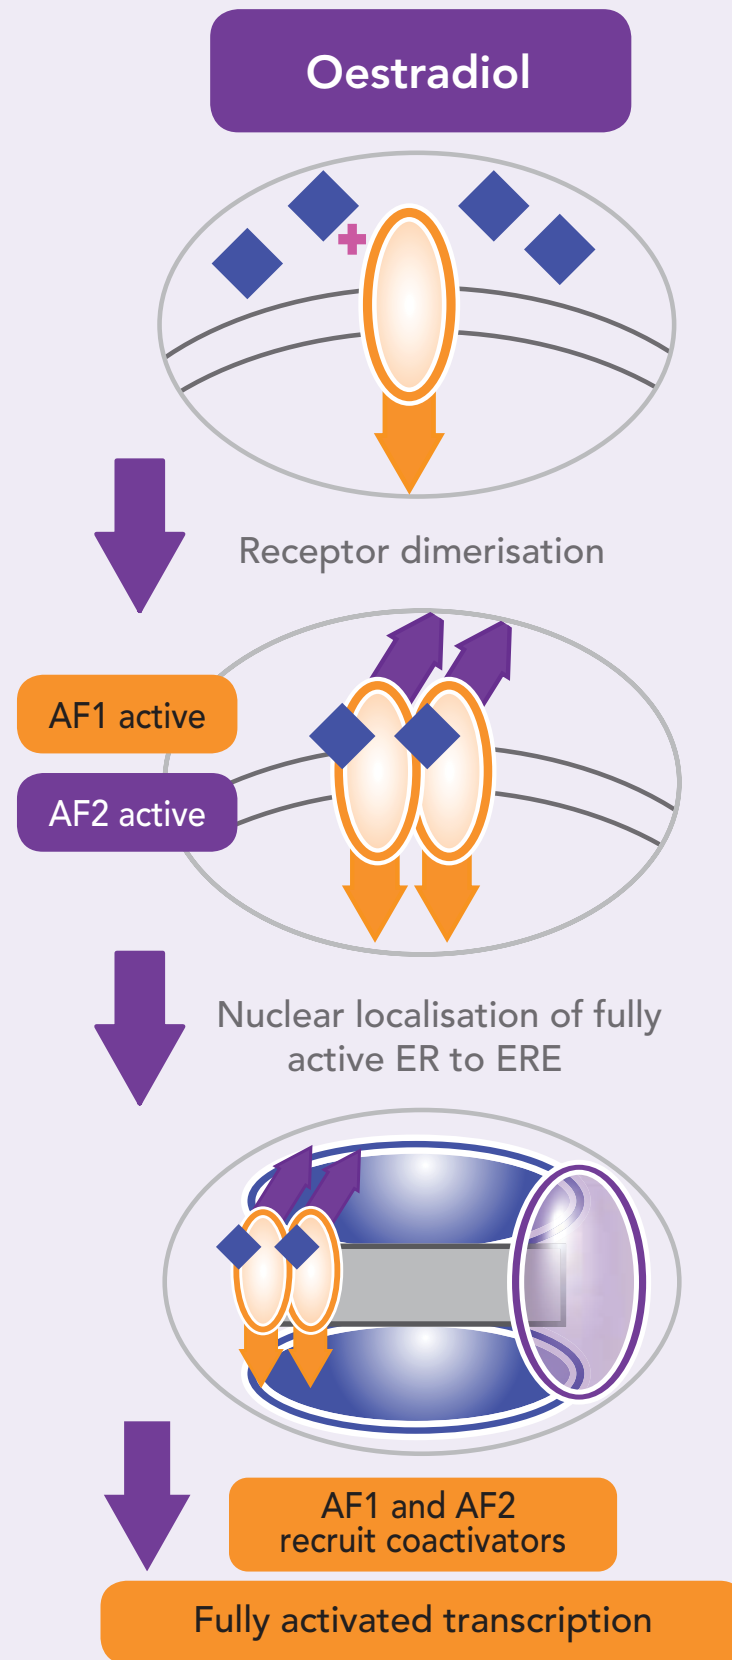 Oestradiol
Receptor dimerisation
AF1 active
AF2 active
Nuclear localisation of fully
active ER to ERE
AF1 and AF2
recruit coactivators
Fully activated transcription